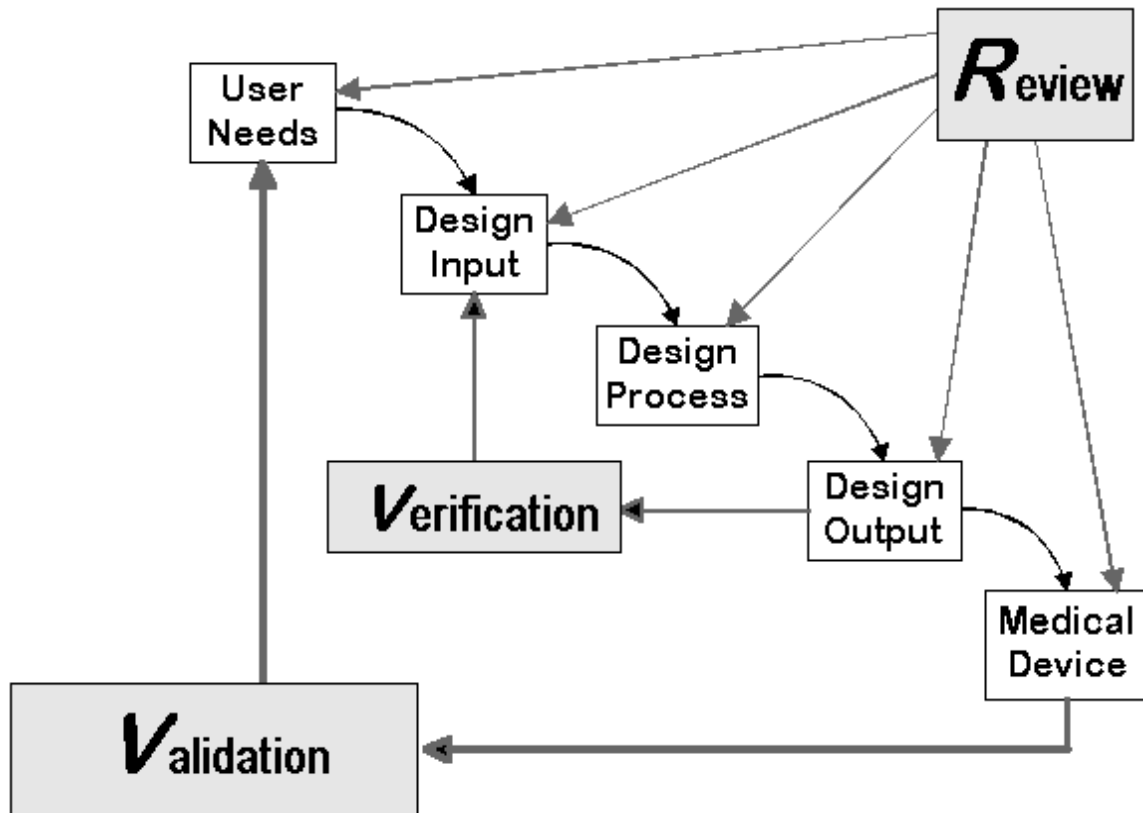 User
Needs
Review
Design
Input
Design
Process
Verification
Design
Output
Medical
Device
Validation